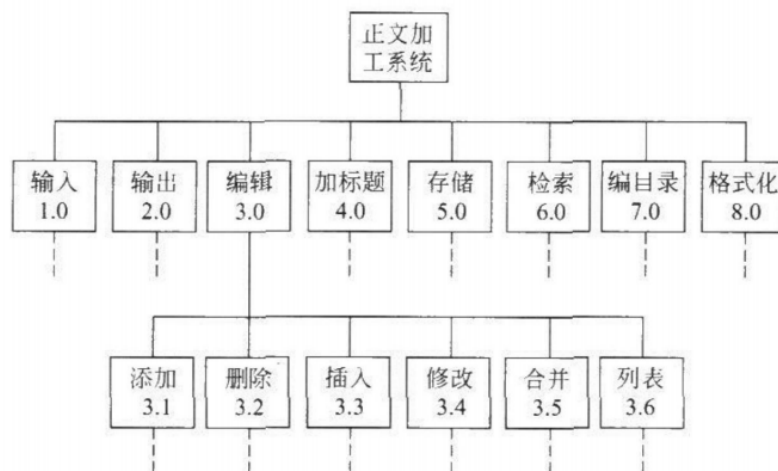 正文加
工系统
输入
1.0
输出
2.0
编辑
3.0
加标题
4.0
存储
5.0
检索
6.0
编目录
7.0
格式化
8.0
添加
3.1
删除
3.2
插入
3.3
修改
3.4
合并
3.5
列表
3.6